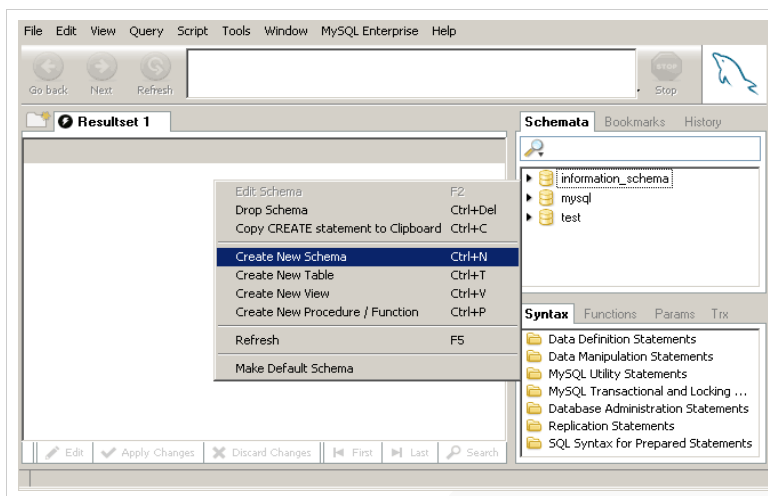 File Edit View Query Script Tools Window MySQL Enterprise Help
Go back Next Refresh Stop
Resultset 1
Schemata Bookmarks History
information_schema
mysql
test
Edit Schema F2
Drop Schema Ctrl+Del
Copy CREATE statement to Clipboard Ctrl+C
Create New Schema Ctrl+N
Create New Table Ctrl+T
Create New View Ctrl+V
Create New Procedure / Function Ctrl+P
Refresh F5
Make Default Schema
Syntax Functions Params Trx
Data Definition Statements
Data Manipulation Statements
MySQL Utility Statements
MySQL Transactional and Locking ...
Database Administration Statements
Replication Statements
SQL Syntax for Prepared Statements
Edit Apply Changes Discard Changes First Last Search